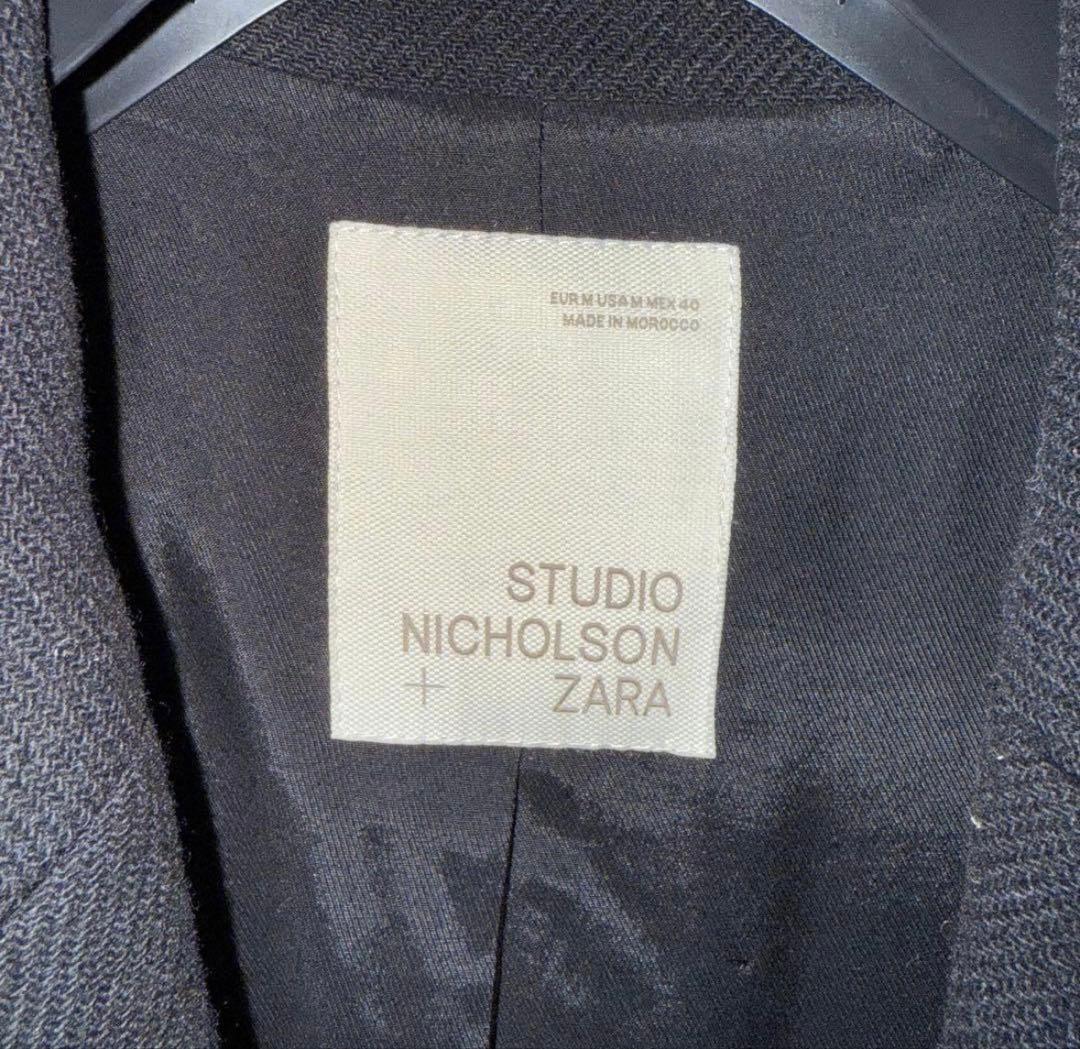 EUR M USA M MEX 40
MADE IN MOROCCO
STUDIO
NICHOLSON
+ ZARA